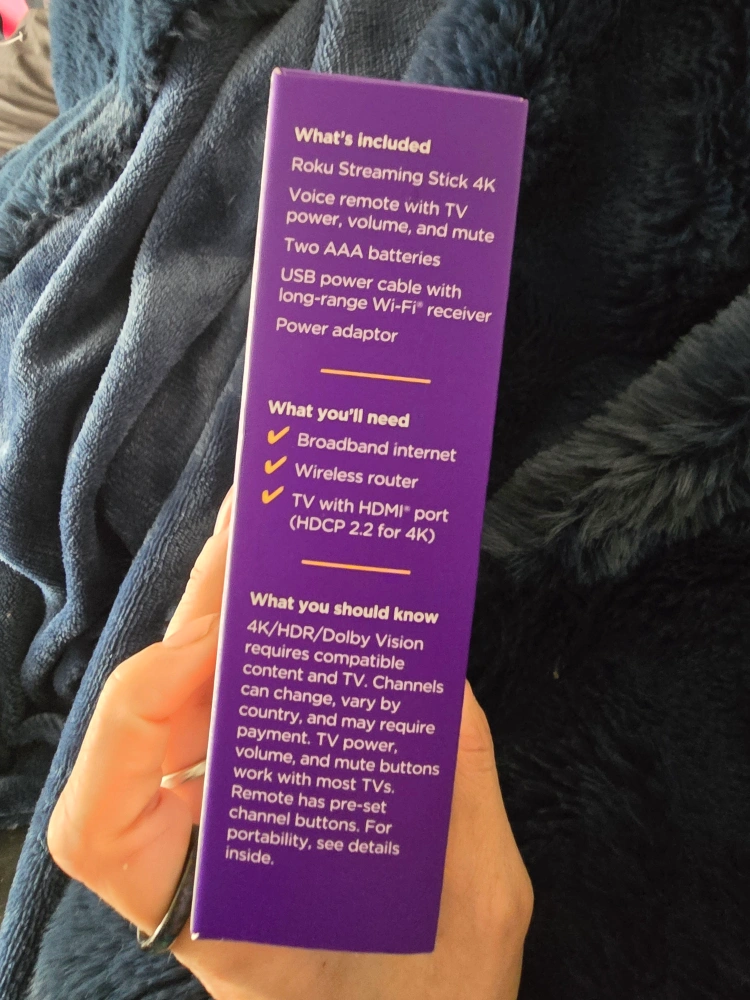 What's included
Roku Streaming Stick 4K
Voice remote with TV
power, volume, and mute
Two AAA batteries
USB power cable with
long-range Wi-Fi® receiver
Power adaptor
What you'll need
✓ Broadband internet
✓ Wireless router
✓ TV with HDMI® port
(HDCP 2.2 for 4K)
What you should know
4K/HDR/Dolby Vision
requires compatible
content and TV. Channels
can change, vary by
country, and may require
payment. TV power,
volume, and mute buttons
work with most TVs.
Remote has pre-set
channel buttons. For
portability, see details
inside.